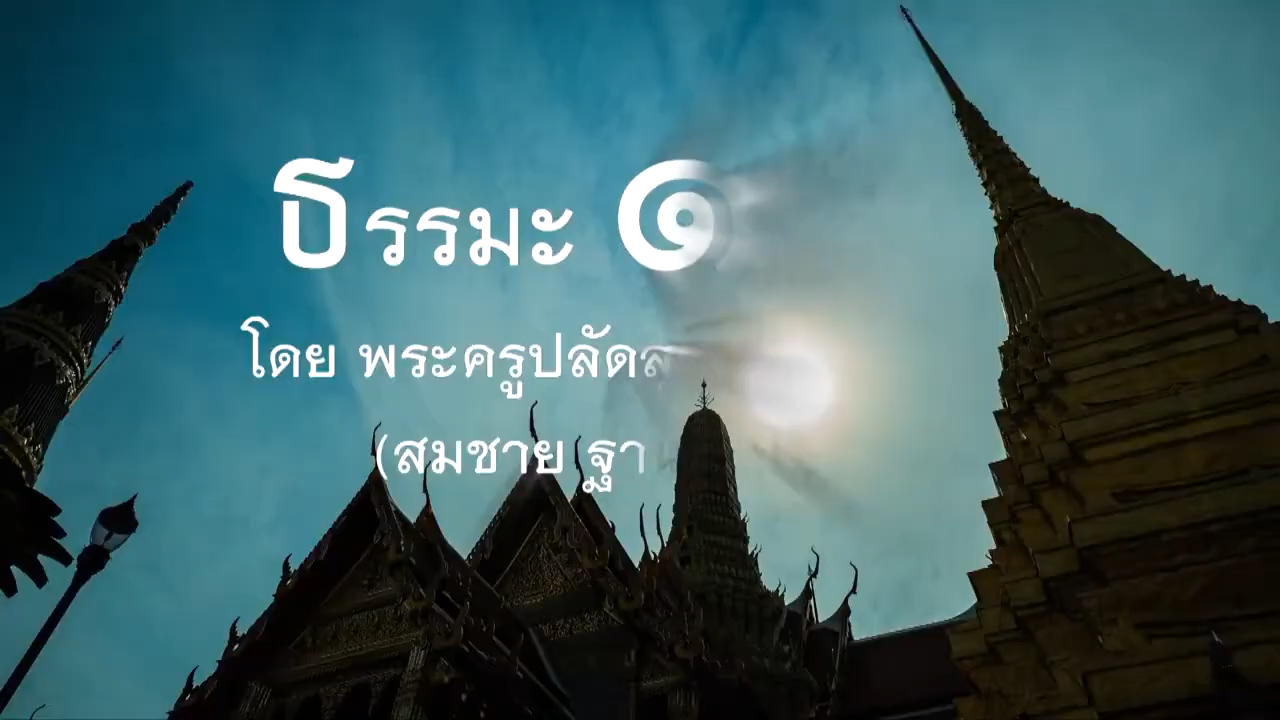 ธรรมะ ๑
โดย พระครูปลัด
(สมชาย ฐา